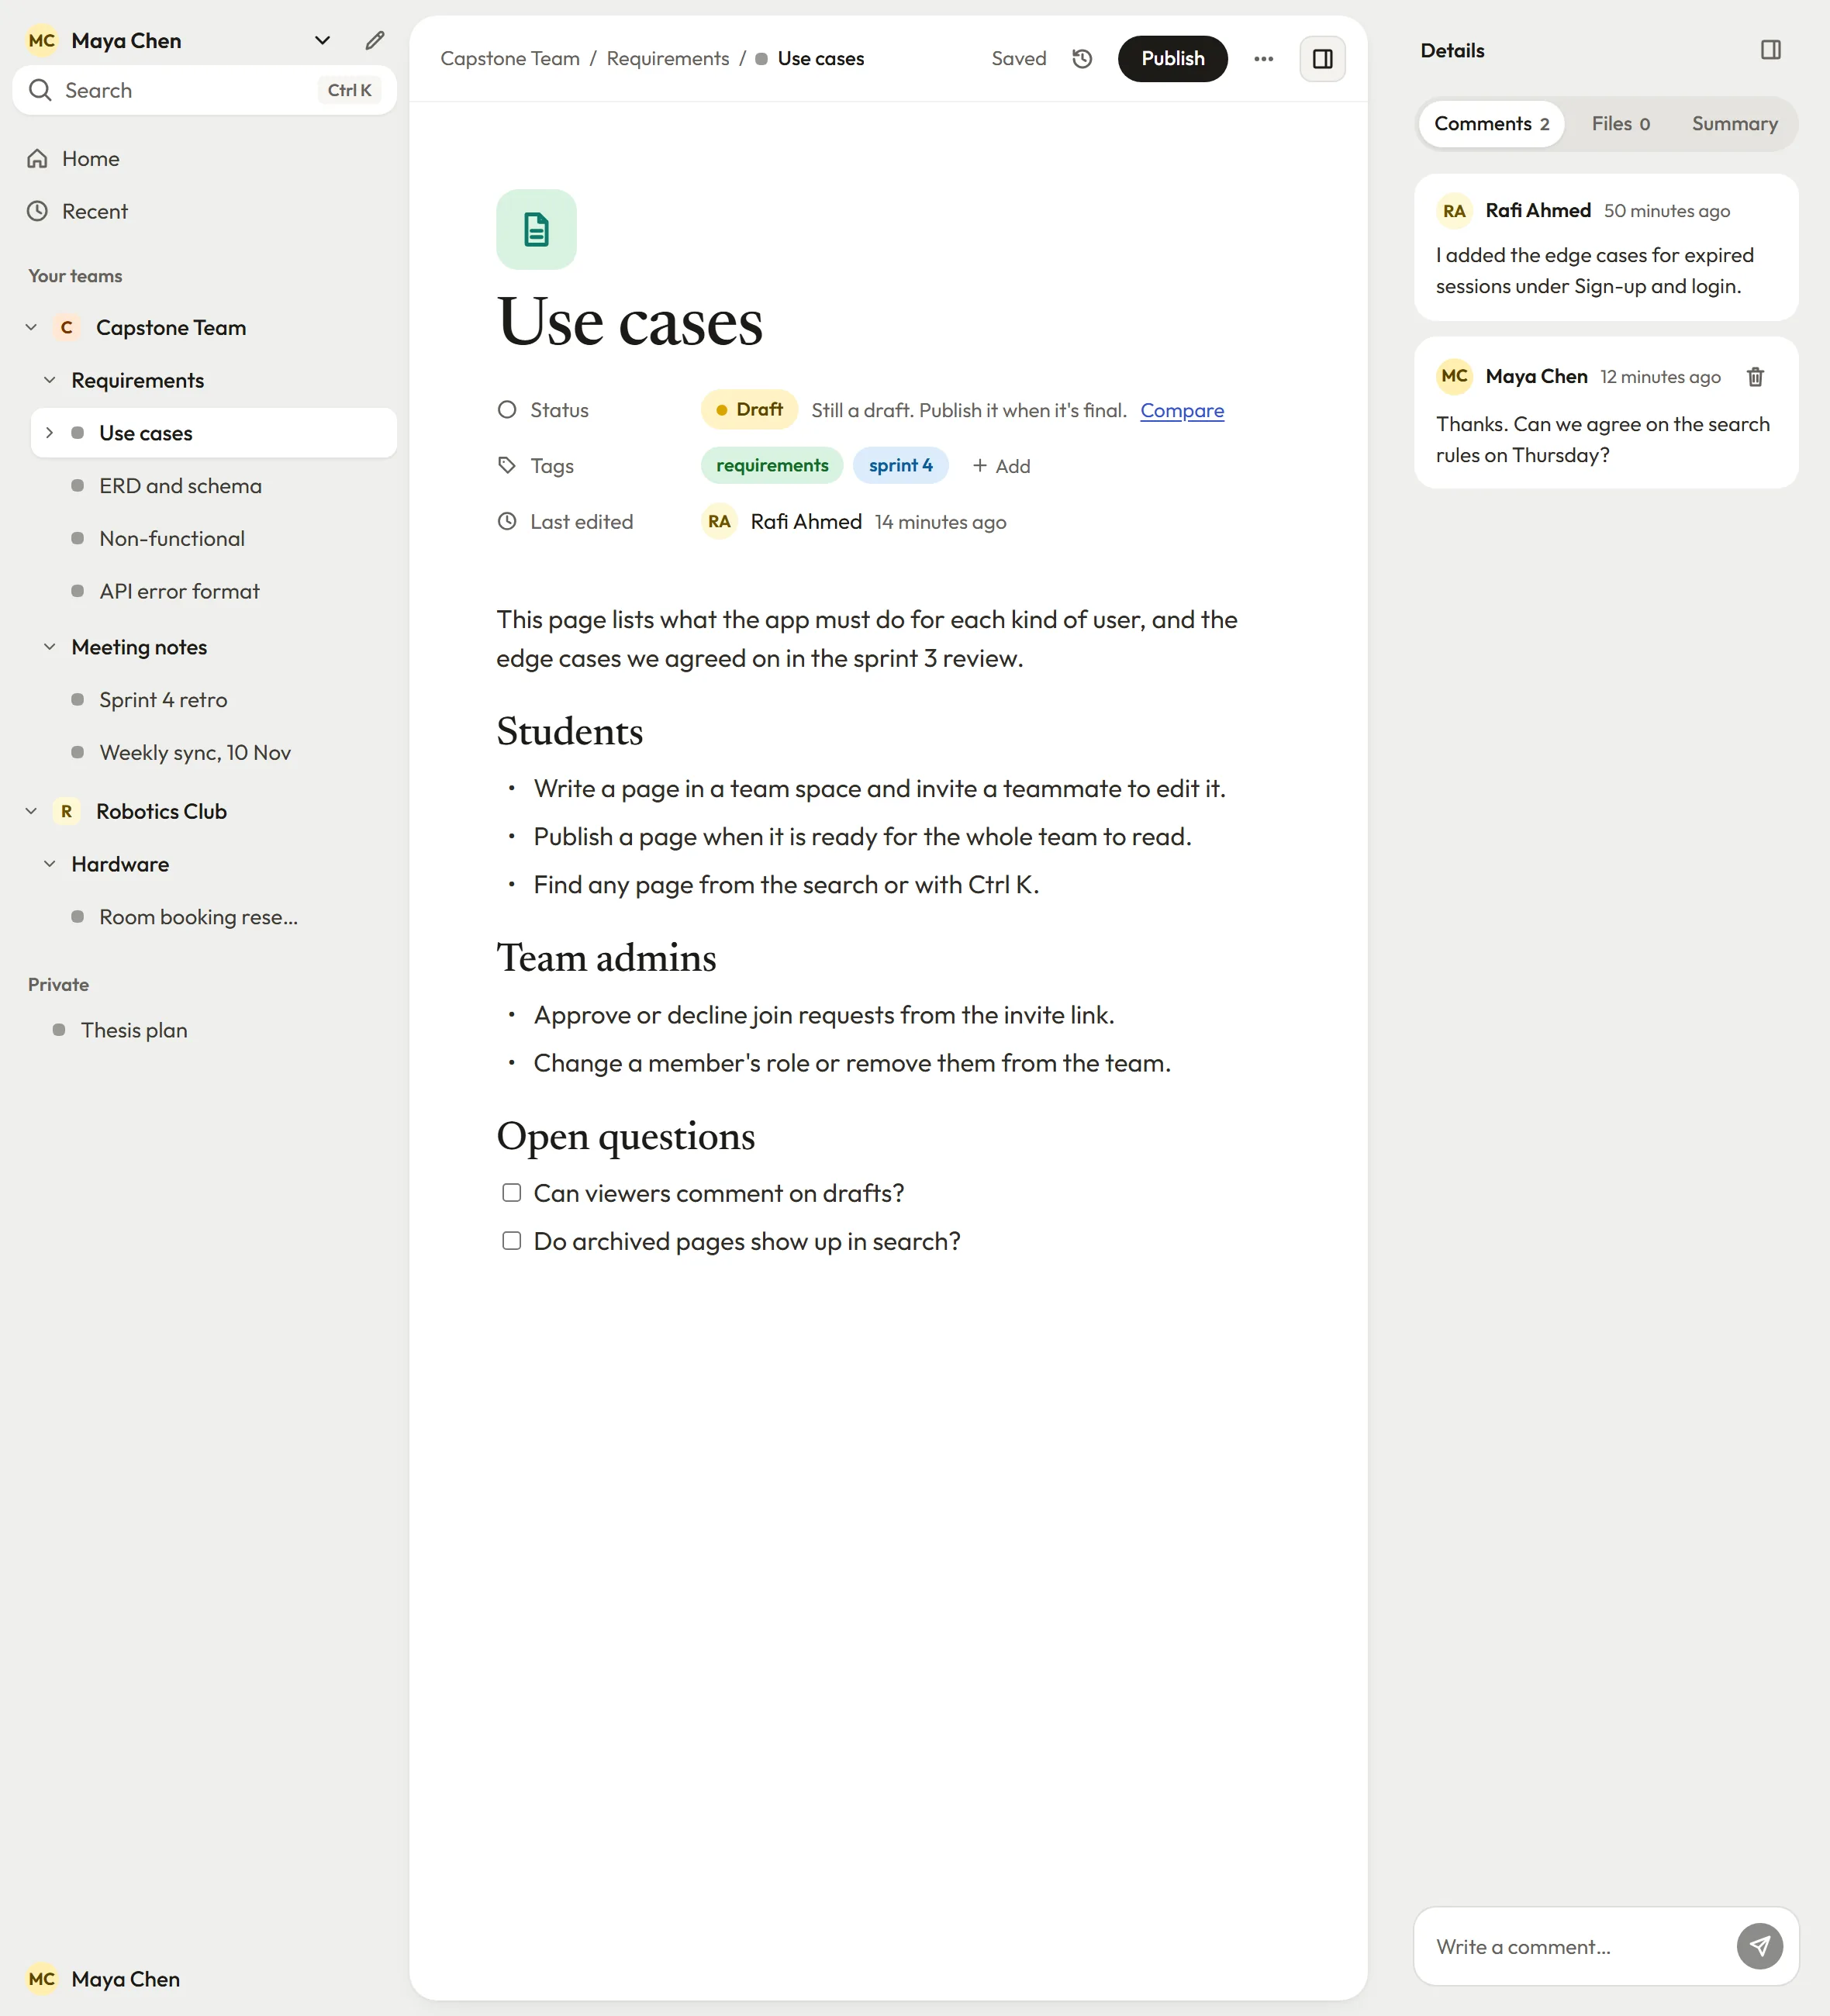 MC Maya Chen
Search Ctrl K
Home
Recent
Your teams
C Capstone Team
Requirements
Use cases
ERD and schema
Non-functional
API error format
Meeting notes
Sprint 4 retro
Weekly sync, 10 Nov
R Robotics Club
Hardware
Room booking rese...
Private
Thesis plan
MC Maya Chen
Capstone Team / Requirements / Use cases
Saved
Publish
Use cases
Status Draft Still a draft. Publish it when it's final. Compare
Tags requirements sprint 4 + Add
Last edited RA Rafi Ahmed 14 minutes ago
This page lists what the app must do for each kind of user, and the
edge cases we agreed on in the sprint 3 review.
Students
• Write a page in a team space and invite a teammate to edit it.
• Publish a page when it is ready for the whole team to read.
• Find any page from the search or with Ctrl K.
Team admins
• Approve or decline join requests from the invite link.
• Change a member's role or remove them from the team.
Open questions
Can viewers comment on drafts?
Do archived pages show up in search?
Details
Comments 2 Files 0 Summary
RA Rafi Ahmed 50 minutes ago
I added the edge cases for expired
sessions under Sign-up and login.
MC Maya Chen 12 minutes ago
Thanks. Can we agree on the search
rules on Thursday?
Write a comment...